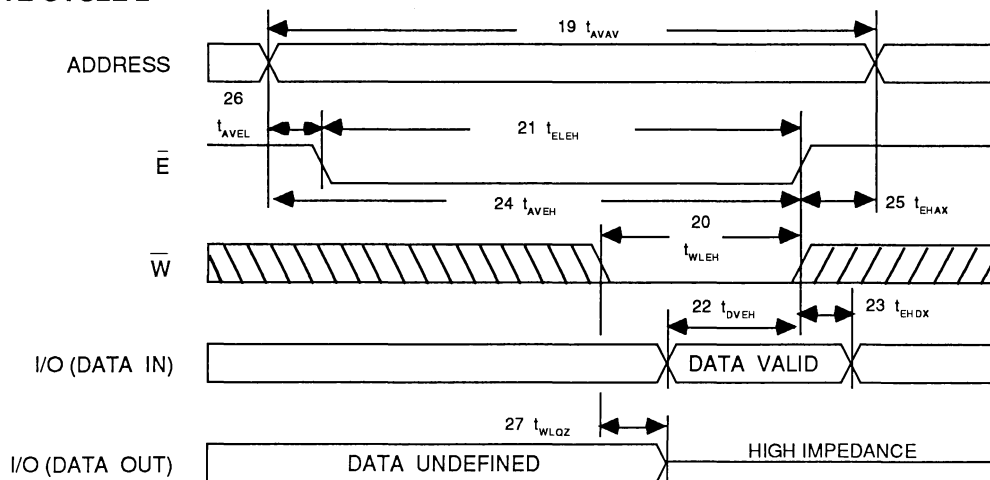 19 tAVAV
ADDRESS
26
tAVEL
21 tELEH
E̅
24 tAVEH
25 tEHAX
20
tWLEH
W̅
22 tDVEH
23 tEHDX
I/O (DATA IN)
DATA VALID
27 tWLQZ
I/O (DATA OUT)
DATA UNDEFINED
HIGH IMPEDANCE